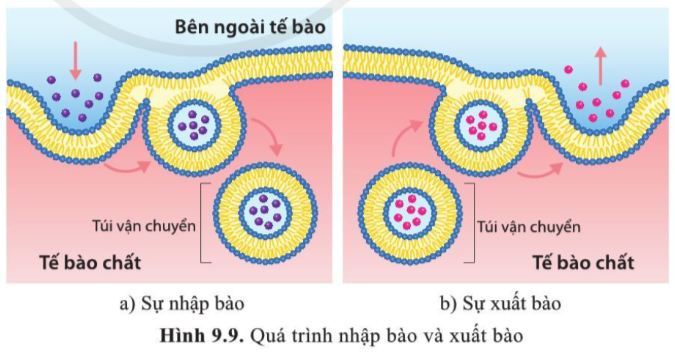 Bên ngoài tế bào
Túi vận chuyển
Tế bào chất
Túi vận chuyển
Tế bào chất
a) Sự nhập bào
b) Sự xuất bào
Hình 9.9. Quá trình nhập bào và xuất bào